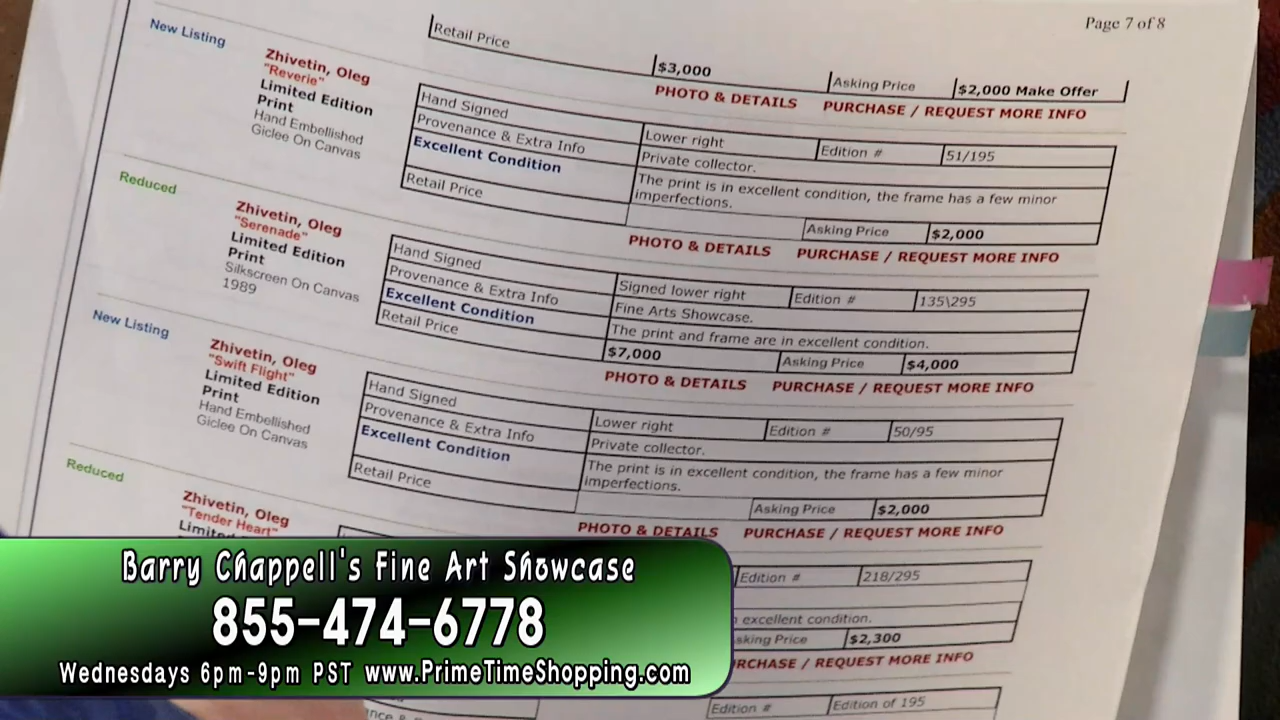 Page 7 of 8
Retail Price
$3,000
Asking Price
$2,000 Make Offer
New Listing
PHOTO & DETAILS PURCHASE / REQUEST MORE INFO
Zhivetin, Oleg
"Reverie"
Limited Edition
Print
Hand Embellished
Giclee On Canvas
Hand Signed
Lower right
Edition #
51/195
Provenance & Extra Info
Private collector.
Excellent Condition
The print is in excellent condition, the frame has a few minor
imperfections.
Retail Price
Asking Price
$2,000
Reduced
PHOTO & DETAILS PURCHASE / REQUEST MORE INFO
Zhivetin, Oleg
"Serenade"
Limited Edition
Print
Silkscreen On Canvas
1989
Hand Signed
Signed lower right
Edition #
135\295
Provenance & Extra Info
Fine Arts Showcase.
Excellent Condition
The print and frame are in excellent condition.
Retail Price
$7,000
Asking Price
$4,000
New Listing
PHOTO & DETAILS PURCHASE / REQUEST MORE INFO
Zhivetin, Oleg
"Swift Flight"
Limited Edition
Print
Hand Embellished
Giclee On Canvas
Hand Signed
Lower right
Edition #
50/95
Provenance & Extra Info
Private collector.
Excellent Condition
The print is in excellent condition, the frame has a few minor
imperfections.
Retail Price
Asking Price
$2,000
Reduced
PHOTO & DETAILS PURCHASE / REQUEST MORE INFO
Zhivetin, Oleg
"Tender Heart"
Edition #
218/295
excellent condition.
$2,300
REQUEST MORE INFO
Edition #
Edition of 195
Barry Chappell's Fine Art Showcase
855-474-6778
Wednesdays 6pm-9pm PST www.PrimeTimeShopping.com